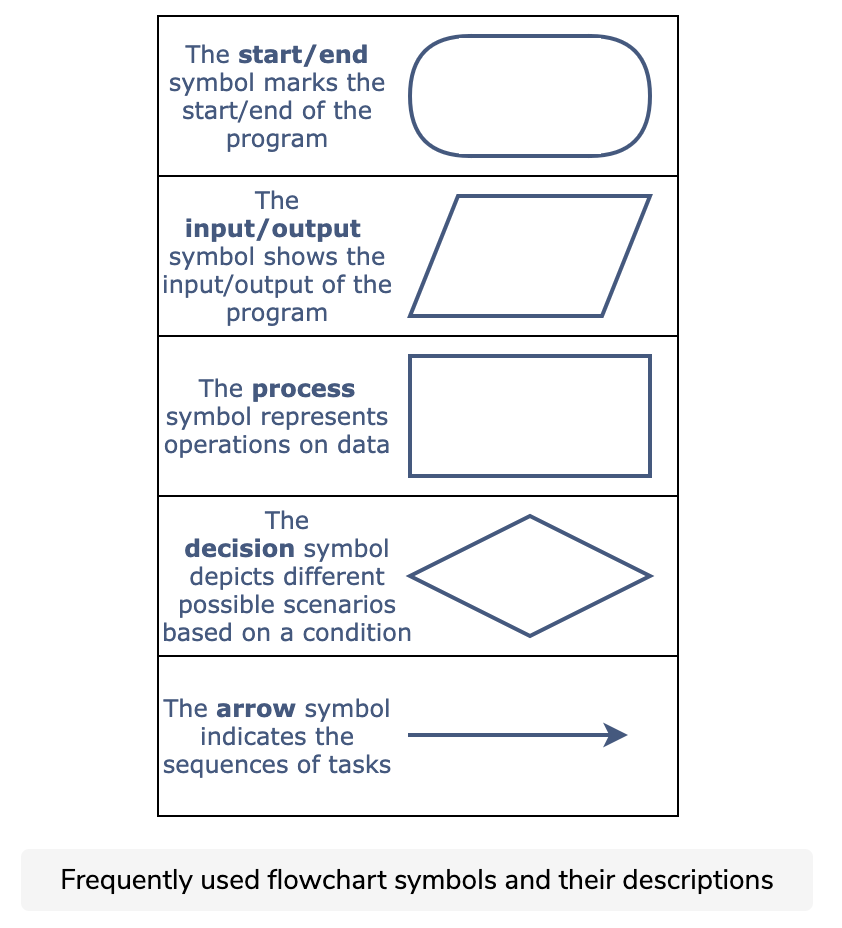 The start/end
symbol marks the
start/end of the
program
The
input/output
symbol shows the
input/output of the
program
The process
symbol represents
operations on data
The
decision symbol
depicts different
possible scenarios
based on a condition
The arrow symbol
indicates the
sequences of tasks
Frequently used flowchart symbols and their descriptions